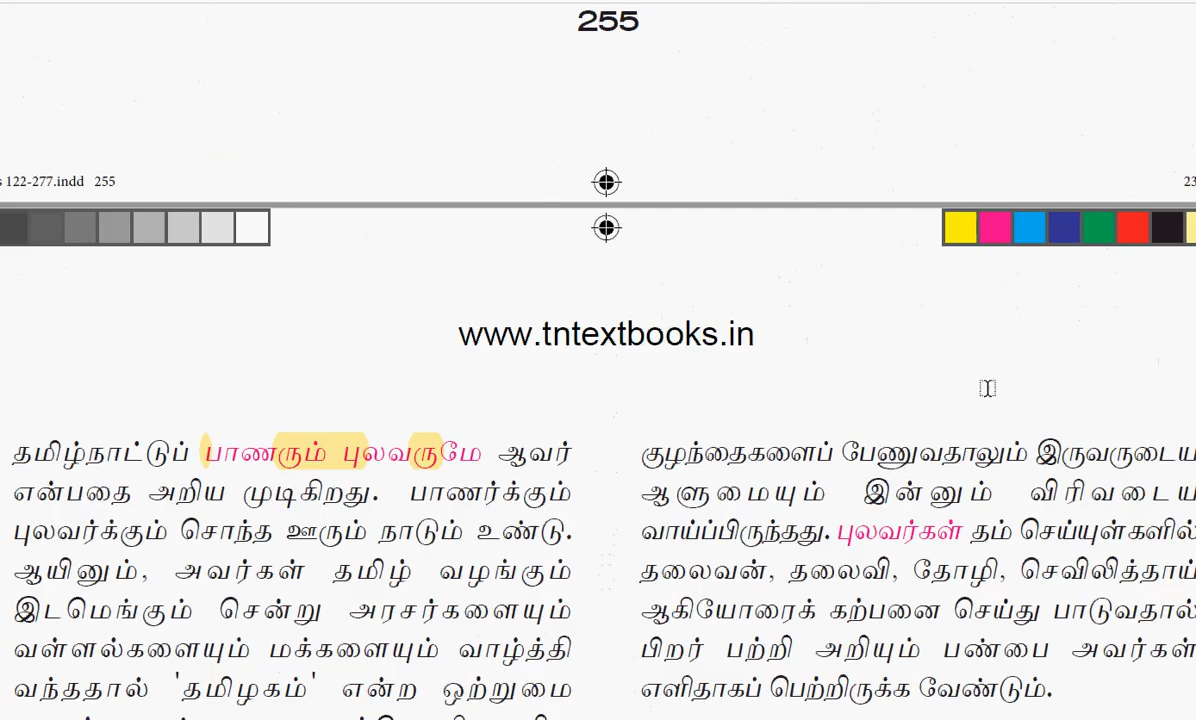 255
122-277.indd 255
23
www.tntextbooks.in
தமிழ்நாட்டுப் பாணரும் புலவருமே ஆவர்
என்பதை அறிய முடிகிறது. பாணர்க்கும்
புலவர்க்கும் சொந்த ஊரும் நாடும் உண்டு.
ஆயினும், அவர்கள் தமிழ் வழங்கும்
இடமெங்கும் சென்று அரசர்களையும்
வள்ளல்களையும் மக்களையும் வாழ்த்தி
வந்ததால் 'தமிழகம்' என்ற ஒற்றுமை
குழந்தைகளைப் பேணுவதாலும் இருவருடைய
ஆளுமையும் இன்னும் விரிவடைய
வாய்ப்பிருந்தது. புலவர்கள் தம் செய்யுள்களில்
தலைவன், தலைவி, தோழி, செவிலித்தாய்
ஆகியோரைக் கற்பனை செய்து பாடுவதால்
பிறர் பற்றி அறியும் பண்பை அவர்கள்
எளிதாகப் பெற்றிருக்க வேண்டும்.